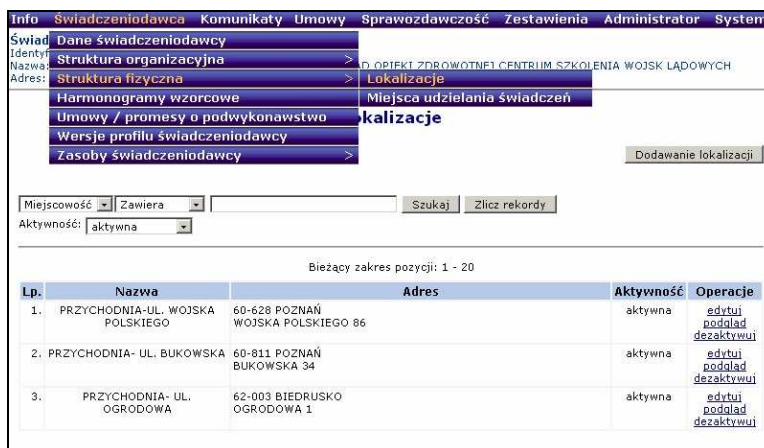 Info Świadczeniodawca Komunikaty Umowy Sprawozdawczość Zestawienia Administrator System
Świad
Dane świadczeniodawcy
Identyf
Struktura organizacyjna >
Nazwa:
OPIEKI ZDROWOTNEJ CENTRUM SZKOLENIA WOJSK LĄDOWYCH
Adres:
Struktura fizyczna >
Lokalizacje
Harmonogramy wzorcowe
Miejsca udzielania świadczeń
Umowy / promesy o podwykonawstwo
kalizacje
Wersje profilu świadczeniodawcy
Zasoby świadczeniodawcy >
Dodawanie lokalizacji
Miejscowość Zawiera Szukaj Zlicz rekordy
Aktywność: aktywna
Bieżący zakres pozycji: 1 - 20
Lp. Nazwa Adres Aktywność Operacje
1. PRZYCHODNIA-UL. WOJSKA 60-628 POZNAŃ aktywna edytuj
POLSKIEGO WOJSKA POLSKIEGO 86 podgląd
dezaktywuj
2. PRZYCHODNIA- UL. BUKOWSKA 60-811 POZNAŃ aktywna edytuj
BUKOWSKA 34 podgląd
dezaktywuj
3. PRZYCHODNIA- UL. 62-003 BIEDRUSKO aktywna edytuj
OGRODOWA OGRODOWA 1 podgląd
dezaktywuj